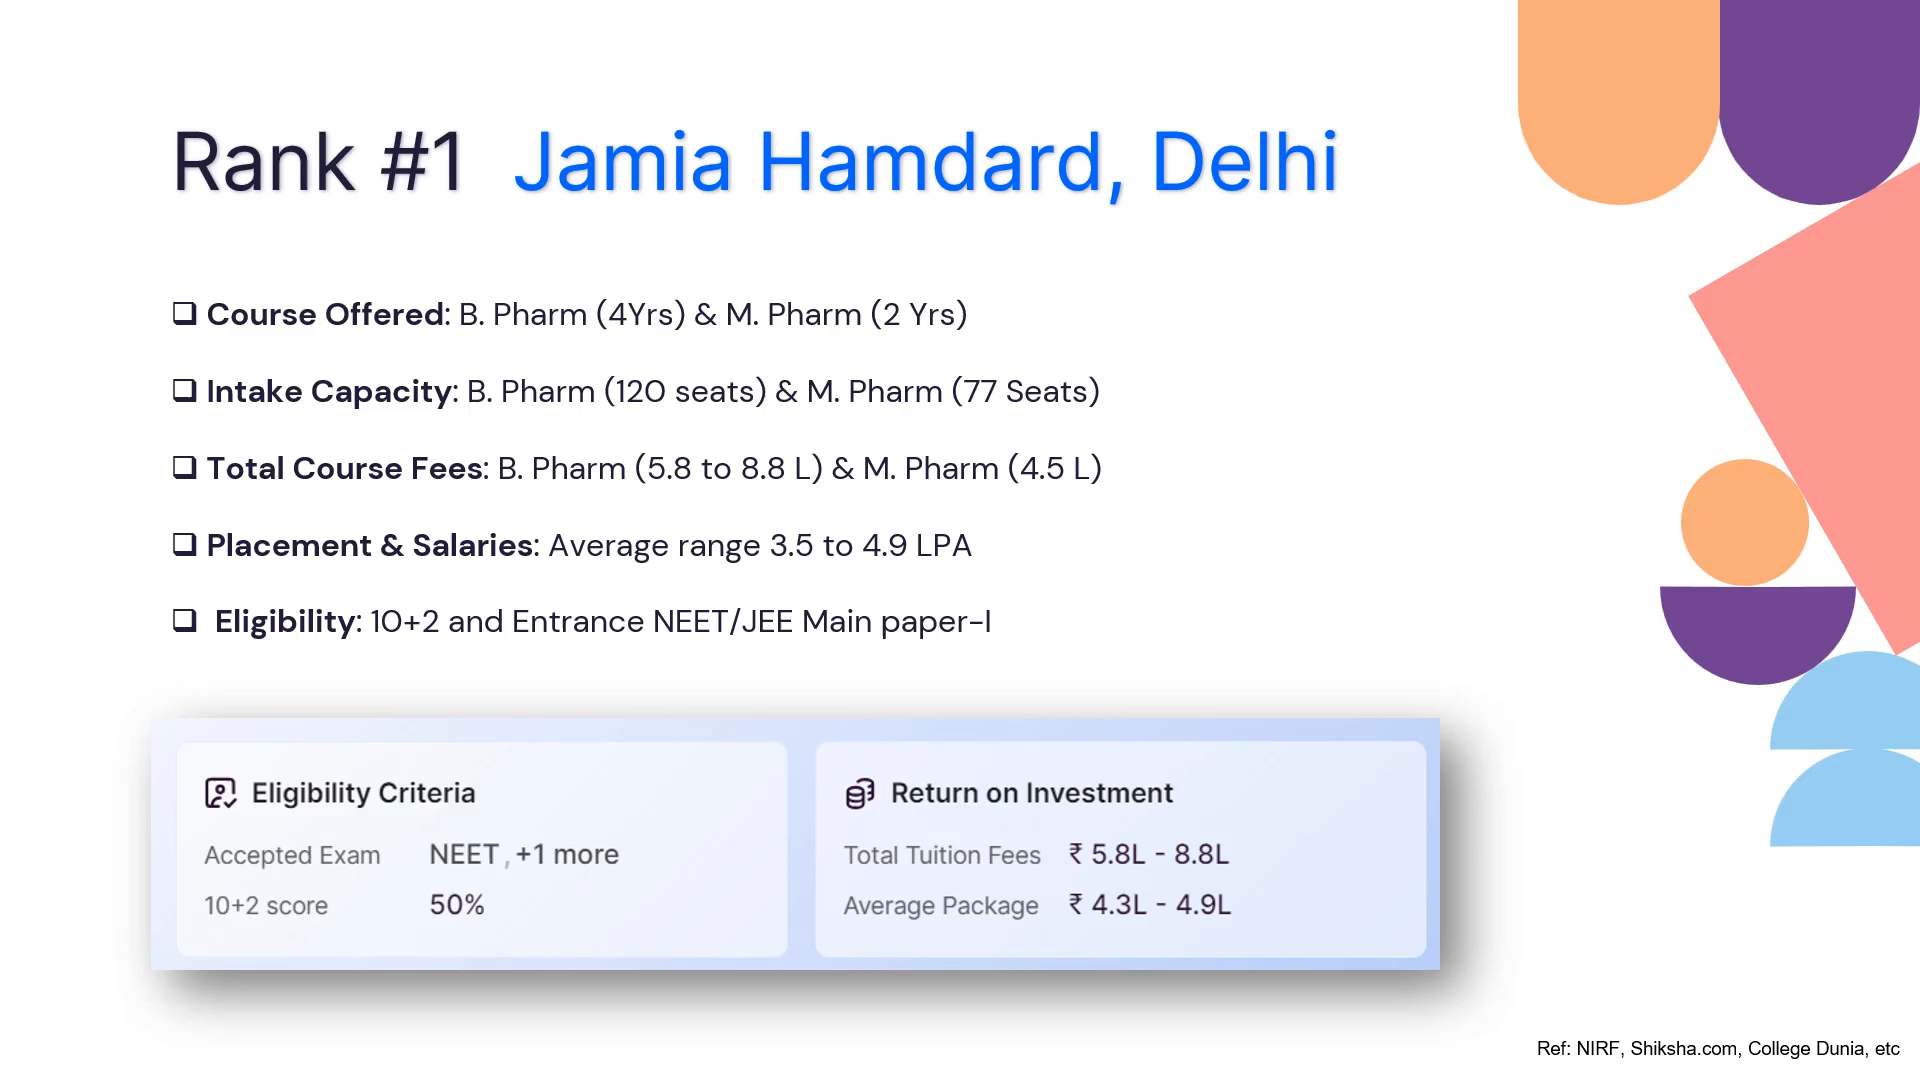 Rank #1 Jamia Hamdard, Delhi
❑ Course Offered: B. Pharm (4Yrs) & M. Pharm (2 Yrs)
❑ Intake Capacity: B. Pharm (120 seats) & M. Pharm (77 Seats)
❑ Total Course Fees: B. Pharm (5.8 to 8.8 L) & M. Pharm (4.5 L)
❑ Placement & Salaries: Average range 3.5 to 4.9 LPA
❑ Eligibility: 10+2 and Entrance NEET/JEE Main paper-I
Eligibility Criteria
Accepted Exam NEET , +1 more
10+2 score 50%
Return on Investment
Total Tuition Fees ₹ 5.8L - 8.8L
Average Package ₹ 4.3L - 4.9L
Ref: NIRF, Shiksha.com, College Dunia, etc